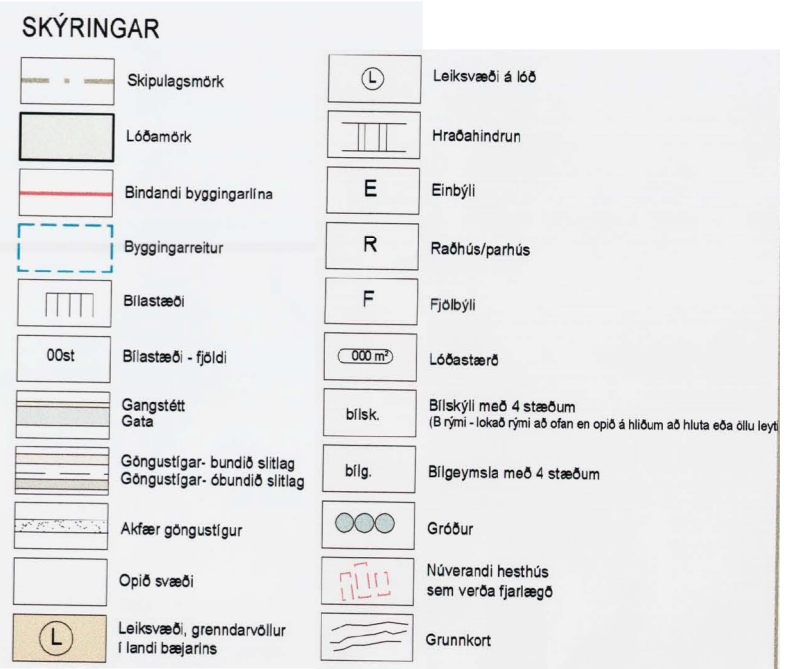 SKÝRINGAR
Skipulagsmörk
Lóðamörk
Bindandi byggingarlína
Byggingarreitur
Bílastæði
00st
Bílastæði - fjöldi
Gangstétt
Gata
Göngustígar- bundið slitlag
Göngustígar- óbundið slitlag
Akfær göngustígur
Opið svæði
L
Leiksvæði, grenndarvöllur
í landi bæjarins
L
Leiksvæði á lóð
Hraðahindrun
E
Einbýli
R
Raðhús/parhús
F
Fjölbýli
000 m²
Lóðastærð
bílsk.
Bílskýli með 4 stæðum
(B rými - lokað rými að ofan en opið á hliðum að hluta eða öllu leyti
bílg.
Bílgeymsla með 4 stæðum
Gróður
Núverandi hesthús
sem verða fjarlægð
Grunnkort